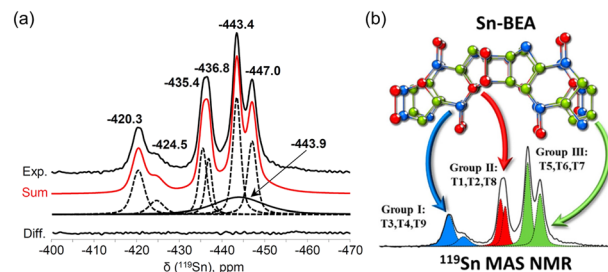 (a)
-443.4
-436.8
-435.4
-447.0
-420.3
-424.5
-443.9
Exp.
Sum
Diff.
-400 -410 -420 -430 -440 -450 -460 -470
δ (¹¹⁹Sn), ppm
(b)
Sn-BEA
Group III:
T5,T6,T7
Group II:
T1,T2,T8
Group I:
T3,T4,T9
¹¹⁹Sn MAS NMR